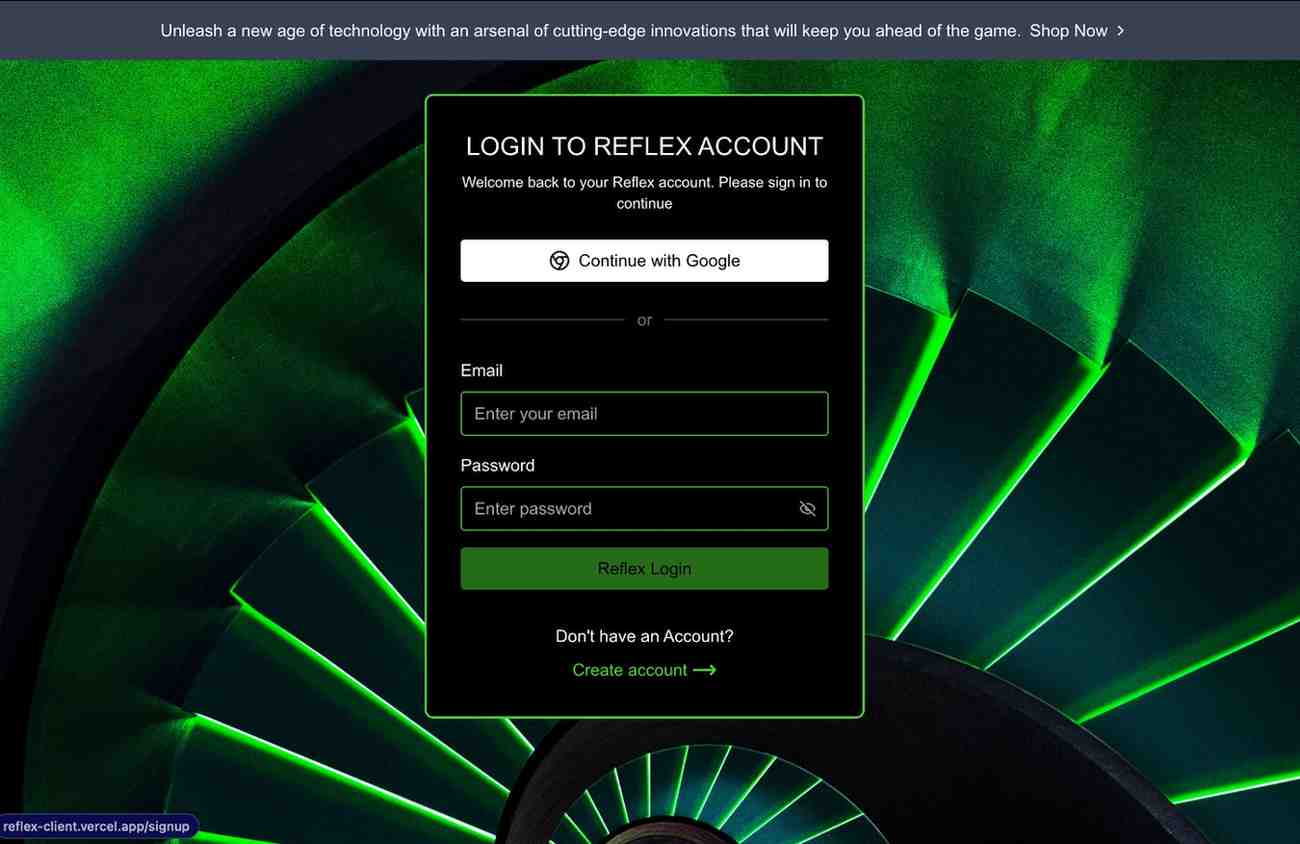 Unleash a new age of technology with an arsenal of cutting-edge innovations that will keep you ahead of the game. Shop Now
LOGIN TO REFLEX ACCOUNT
Welcome back to your Reflex account. Please sign in to
continue
Continue with Google
or
Email
Enter your email
Password
Enter password
Reflex Login
Don't have an Account?
Create account
reflex-client.vercel.app/signup